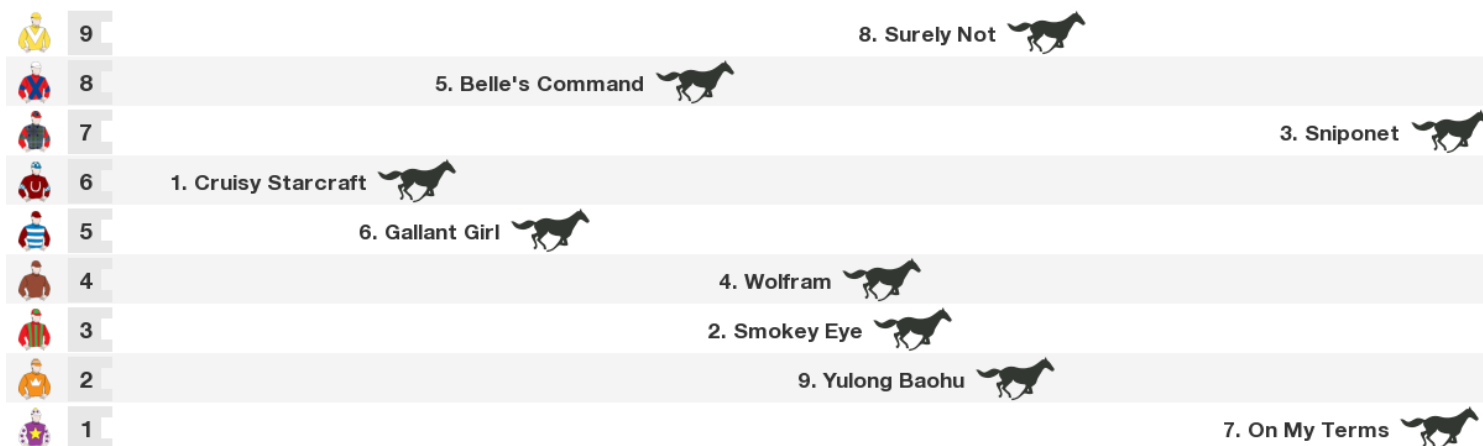 9 8. Surely Not
8 5. Belle's Command
7 3. Sniponet
6 1. Cruisy Starcraft
5 6. Gallant Girl
4 4. Wolfram
3 2. Smokey Eye
2 9. Yulong Baohu
1 7. On My Terms